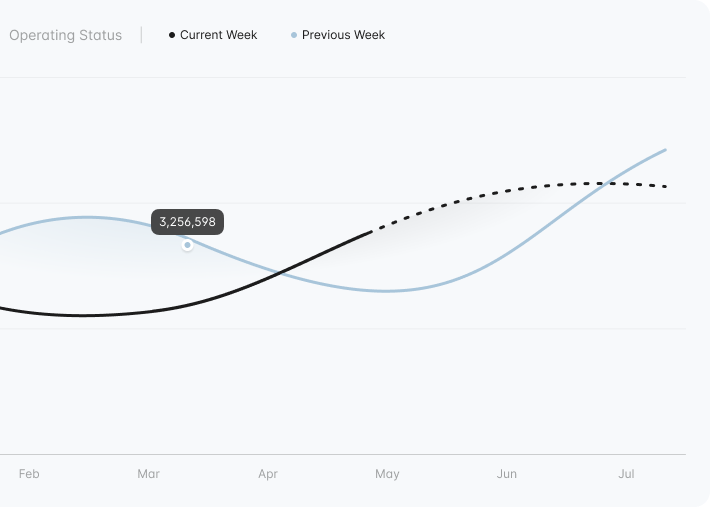 Operating Status
Current Week
Previous Week
3,256,598
Feb
Mar
Apr
May
Jun
Jul